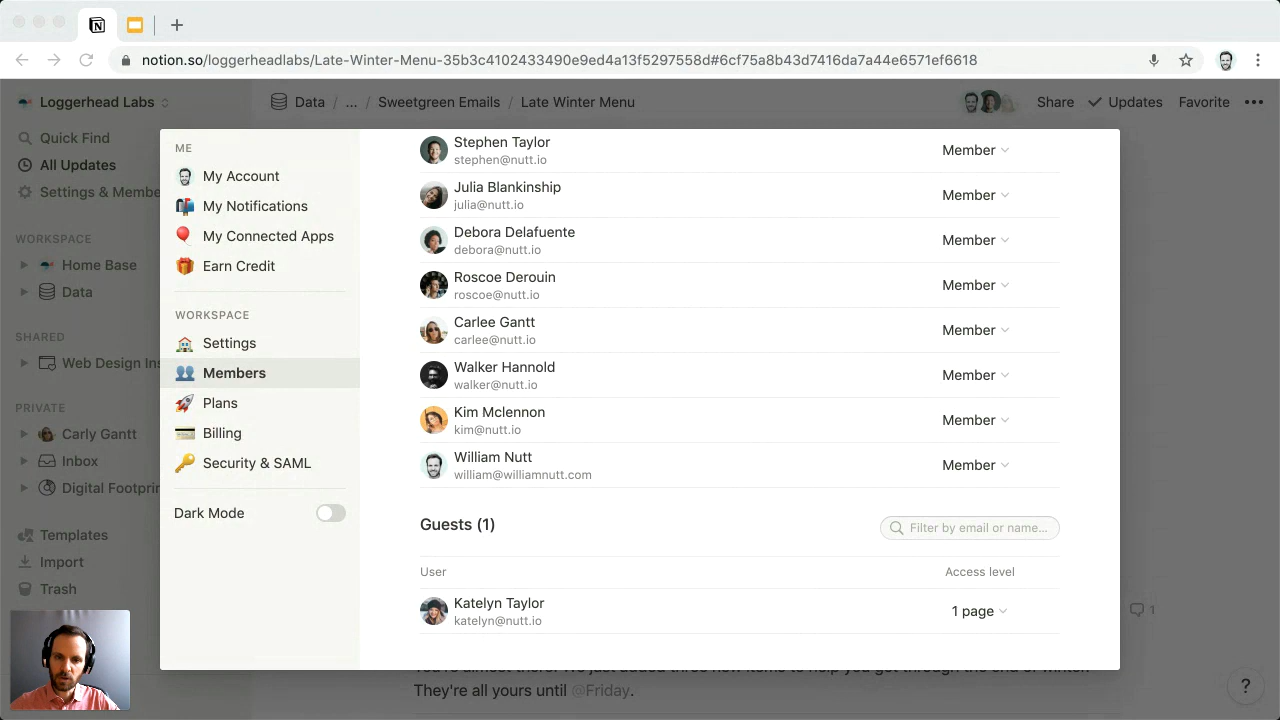 notion.so/loggerheadlabs/Late-Winter-Menu-35b3c4102433490e9ed4a13f5297558d#6cf75a8b43d7416da7a44e6571ef6618
Loggerhead Labs
Data / ... / Sweetgreen Emails / Late Winter Menu
Share Updates Favorite
Quick Find
All Updates
Settings & Membe
WORKSPACE
Home Base
Data
SHARED
Web Design Ins
PRIVATE
Carly Gantt
Inbox
Digital Footprin
Templates
Import
Trash
ME
My Account
My Notifications
My Connected Apps
Earn Credit
WORKSPACE
Settings
Members
Plans
Billing
Security & SAML
Dark Mode
Stephen Taylor
stephen@nutt.io
Member
Julia Blankinship
julia@nutt.io
Member
Debora Delafuente
debora@nutt.io
Member
Roscoe Derouin
roscoe@nutt.io
Member
Carlee Gantt
carlee@nutt.io
Member
Walker Hannold
walker@nutt.io
Member
Kim Mclennon
kim@nutt.io
Member
William Nutt
william@williamnutt.com
Member
Guests (1)
Filter by email or name...
User
Access level
Katelyn Taylor
katelyn@nutt.io
1 page
1
They're all yours until @Friday.
?